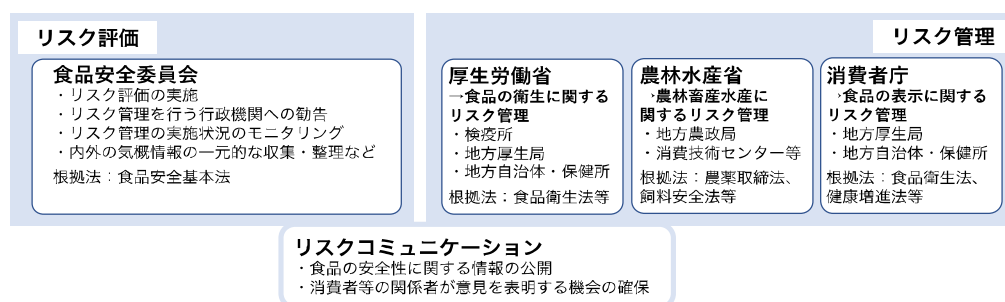 リスク評価
食品安全委員会
・リスク評価の実施
・リスク管理を行う行政機関への勧告
・リスク管理の実施状況のモニタリング
・内外の気概情報の一元的な収集・整理など
根拠法：食品安全基本法
リスク管理
厚生労働省
→食品の衛生に関する
リスク管理
・検疫所
・地方厚生局
・地方自治体・保健所
根拠法：食品衛生法等
農林水産省
→農林畜産水産に
関するリスク管理
・地方農政局
・消費技術センター等
根拠法：農薬取締法、
飼料安全法等
消費者庁
→食品の表示に関する
リスク管理
・地方厚生局
・地方自治体・保健所
根拠法：食品衛生法、
健康増進法等
リスクコミュニケーション
・食品の安全性に関する情報の公開
・消費者等の関係者が意見を表明する機会の確保